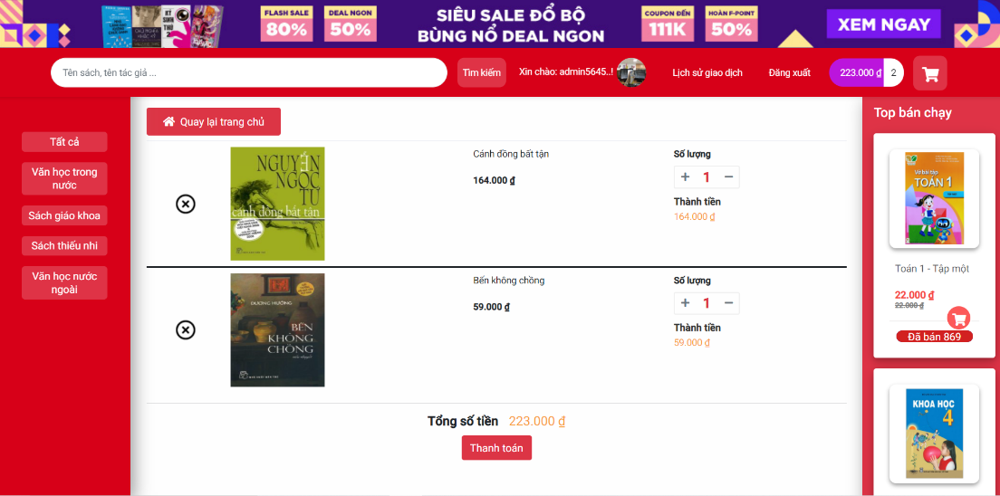 FLASH SALE
80%
DEAL NGON
50%
SIÊU SALE ĐỔ BỘ
BÙNG NỔ DEAL NGON
COUPON ĐẾN
111K
HOÀN F-POINT
50%
XEM NGAY
Tên sách, tên tác giả ...
Tìm kiếm
Xin chào: admin5645..!
Lịch sử giao dịch
Đăng xuất
223.000 ₫
2
Tất cả
Văn học trong
nước
Sách giáo khoa
Sách thiếu nhi
Văn học nước
ngoài
Quay lại trang chủ
NGUYỄN
NGỌC
TƯ
cánh đồng bất tận
Cánh đồng bất tận
164.000 ₫
Số lượng
+ 1 −
Thành tiền
164.000 ₫
DƯƠNG HƯỚNG
BẾN
KHÔNG
CHỒNG
Bến không chồng
59.000 ₫
Số lượng
+ 1 −
Thành tiền
59.000 ₫
Tổng số tiền 223.000 ₫
Thanh toán
Top bán chạy
Vở bài tập
TOÁN 1
Toán 1 - Tập một
22.000 ₫
22.000 ₫
Đã bán 869
KHOA HỌC
4